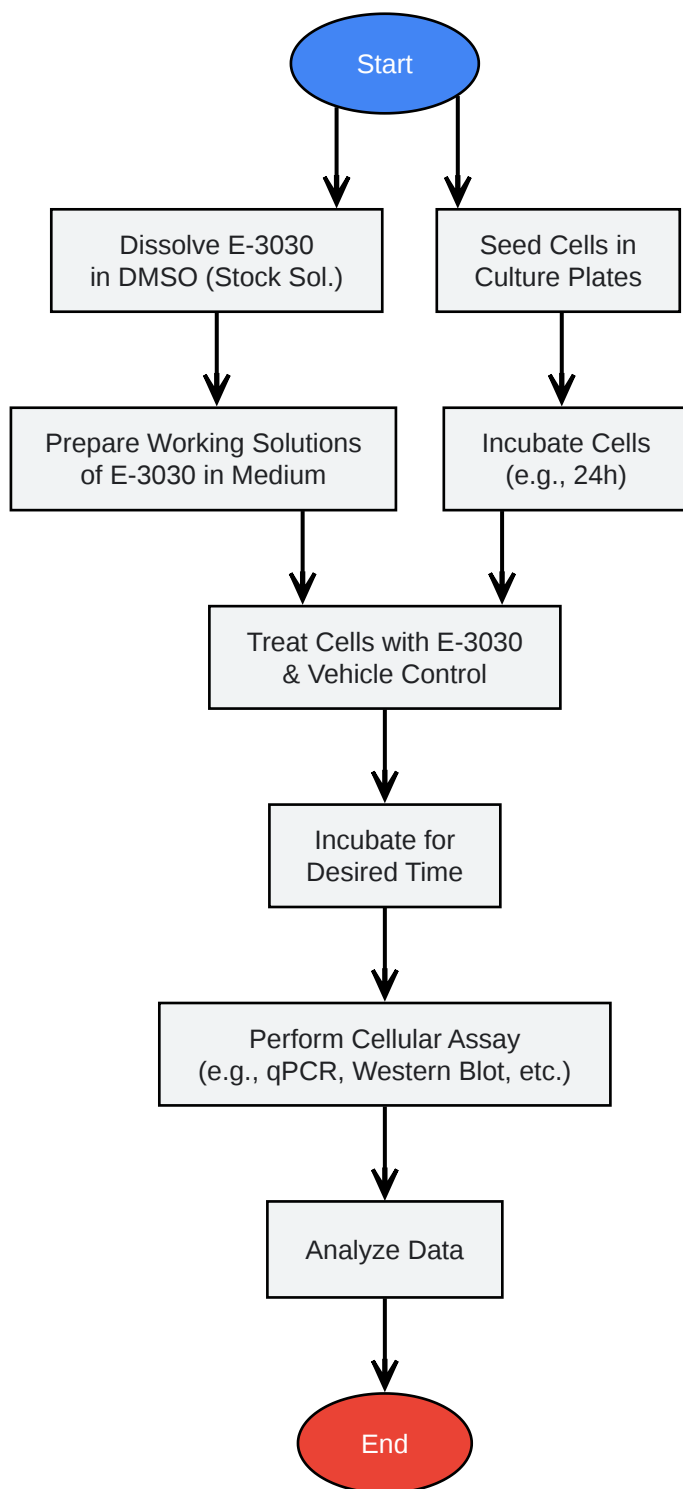 Start
Dissolve E-3030
in DMSO (Stock Sol.)
Seed Cells in
Culture Plates
Prepare Working Solutions
of E-3030 in Medium
Incubate Cells
(e.g., 24h)
Treat Cells with E-3030
& Vehicle Control
Incubate for
Desired Time
Perform Cellular Assay
(e.g., qPCR, Western Blot, etc.)
Analyze Data
End